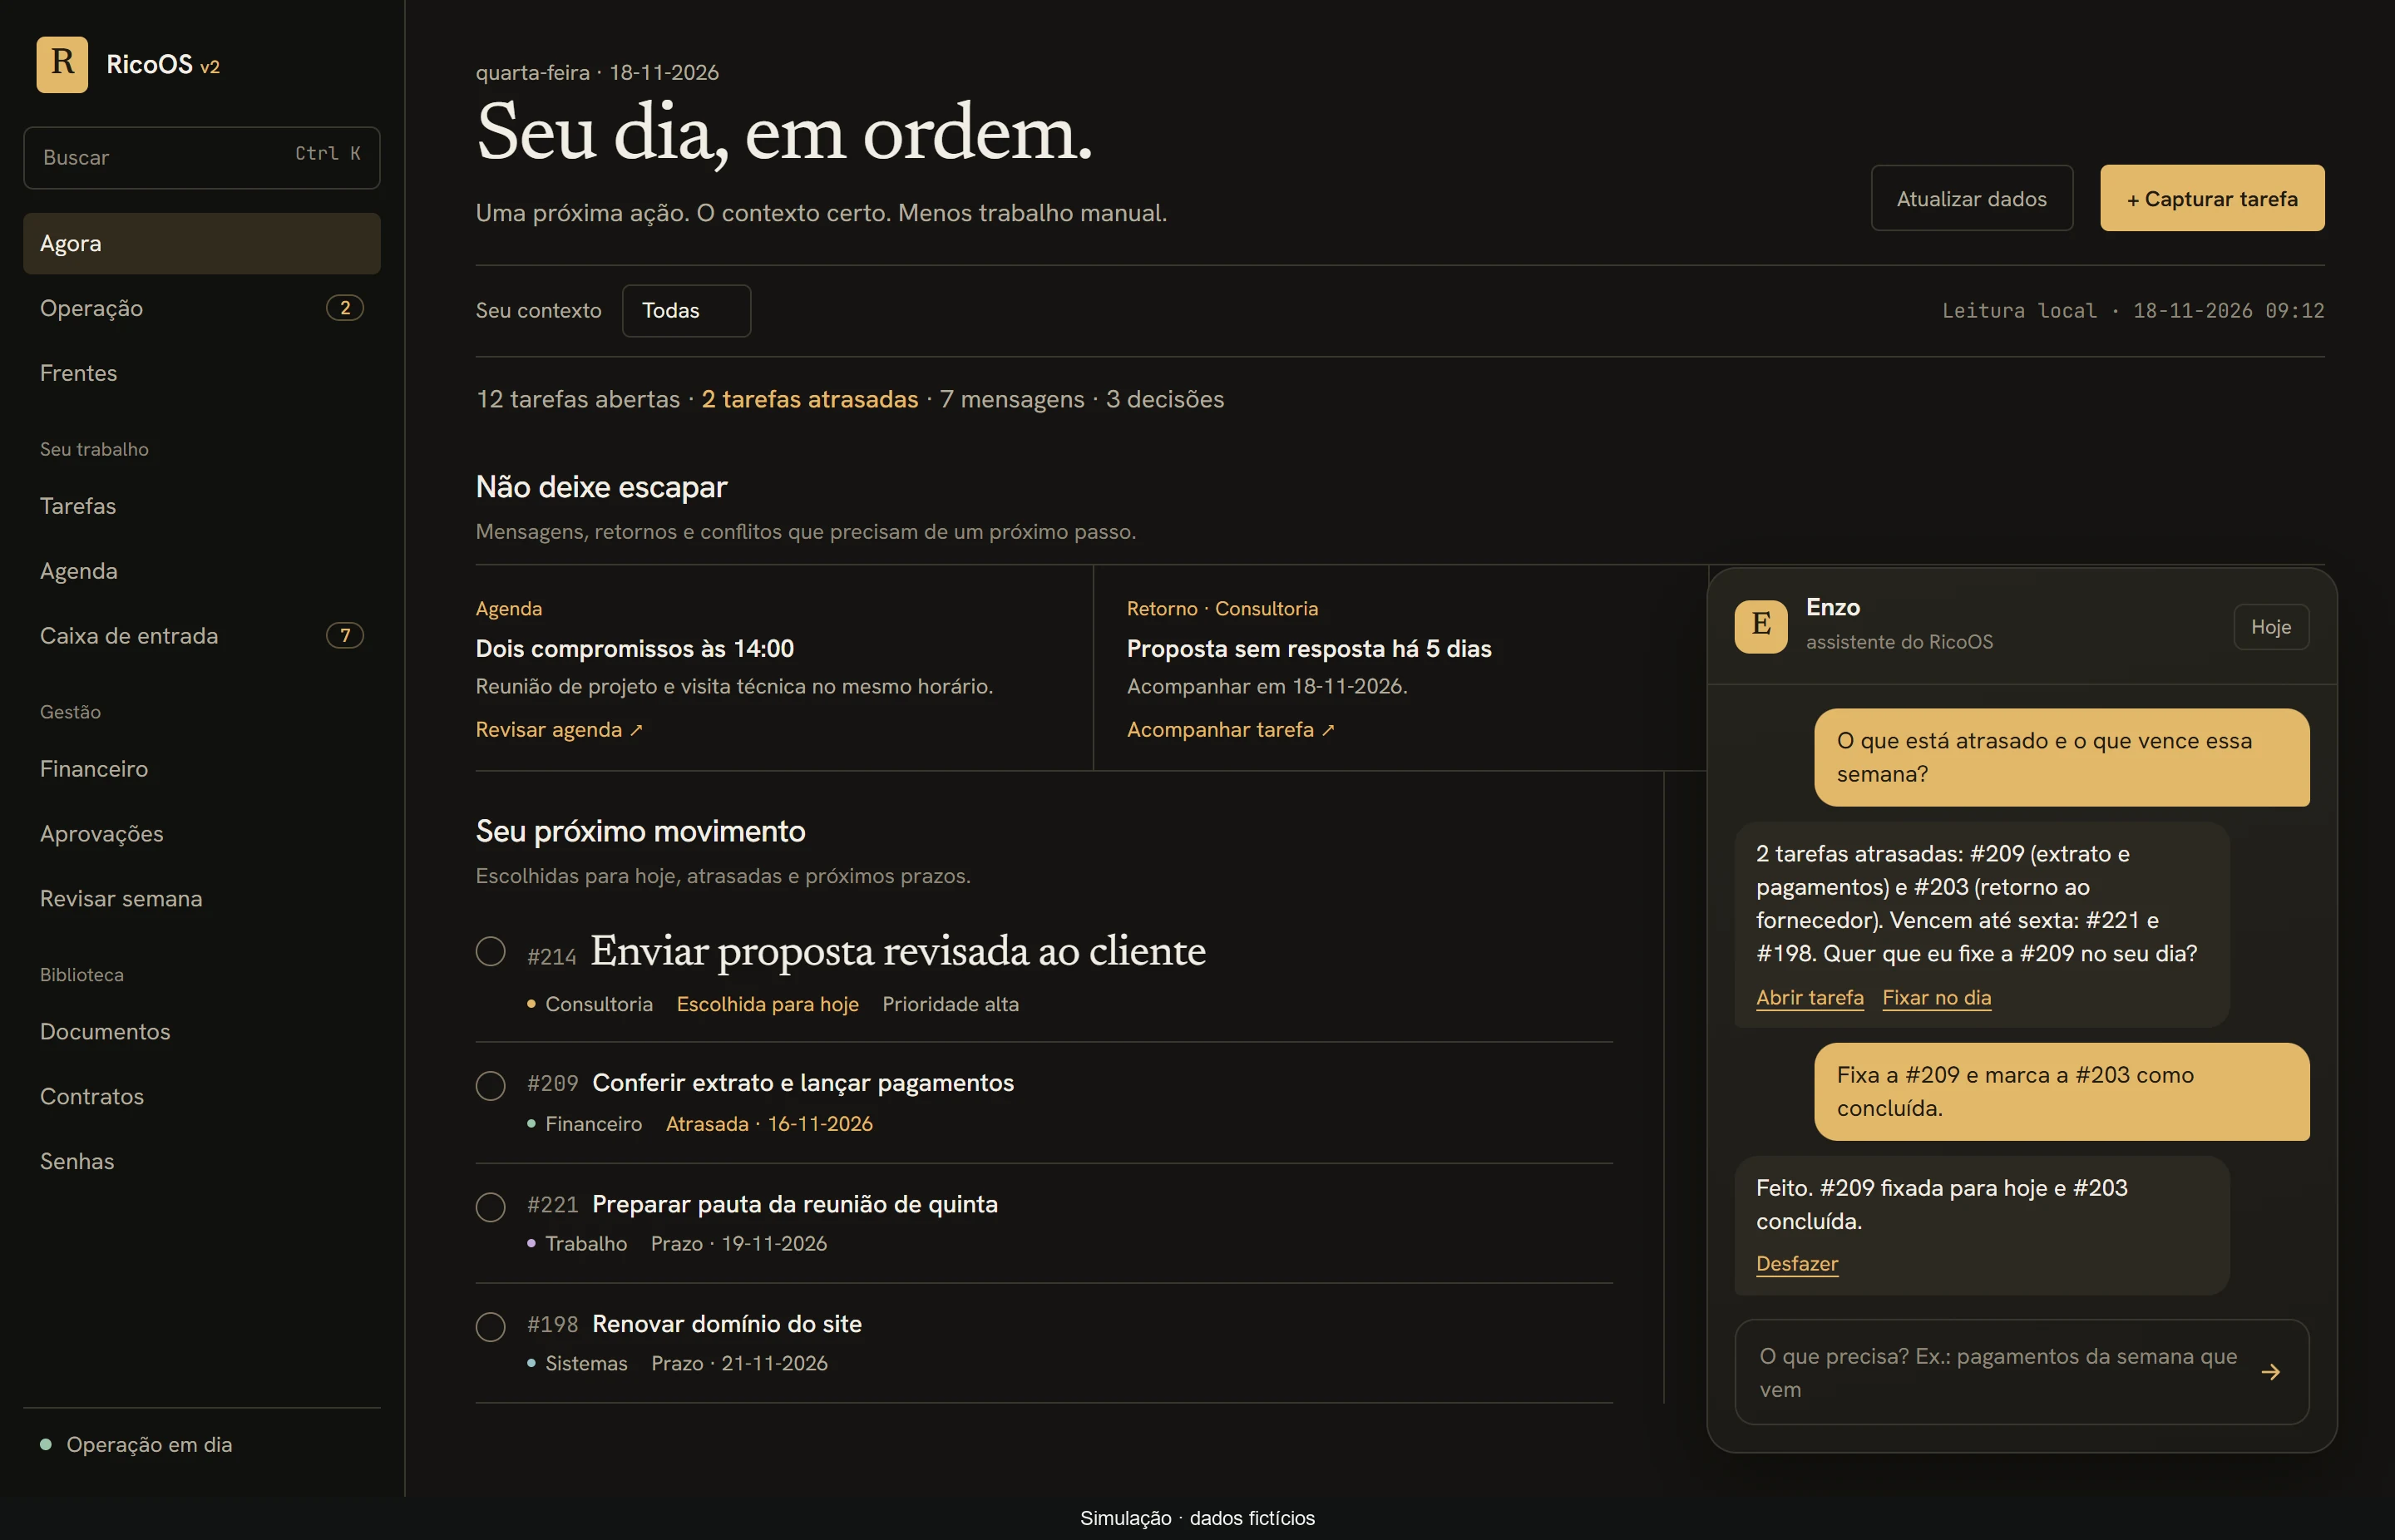 R
RicoOS v2
Buscar
Ctrl K
Agora
Operação
2
Frentes
Seu trabalho
Tarefas
Agenda
Caixa de entrada
7
Gestão
Financeiro
Aprovações
Revisar semana
Biblioteca
Documentos
Contratos
Senhas
Operação em dia
quarta-feira · 18-11-2026
Seu dia, em ordem.
Uma próxima ação. O contexto certo. Menos trabalho manual.
Atualizar dados
+ Capturar tarefa
Seu contexto
Todas
Leitura local · 18-11-2026 09:12
12 tarefas abertas · 2 tarefas atrasadas · 7 mensagens · 3 decisões
Não deixe escapar
Mensagens, retornos e conflitos que precisam de um próximo passo.
Agenda
Dois compromissos às 14:00
Reunião de projeto e visita técnica no mesmo horário.
Revisar agenda ↗
Retorno · Consultoria
Proposta sem resposta há 5 dias
Acompanhar em 18-11-2026.
Acompanhar tarefa ↗
Seu próximo movimento
Escolhidas para hoje, atrasadas e próximos prazos.
#214 Enviar proposta revisada ao cliente
Consultoria Escolhida para hoje Prioridade alta
#209 Conferir extrato e lançar pagamentos
Financeiro Atrasada · 16-11-2026
#221 Preparar pauta da reunião de quinta
Trabalho Prazo · 19-11-2026
#198 Renovar domínio do site
Sistemas Prazo · 21-11-2026
E
Enzo
assistente do RicoOS
Hoje
O que está atrasado e o que vence essa
semana?
2 tarefas atrasadas: #209 (extrato e
pagamentos) e #203 (retorno ao
fornecedor). Vencem até sexta: #221 e
#198. Quer que eu fixe a #209 no seu dia?
Abrir tarefa Fixar no dia
Fixa a #209 e marca a #203 como
concluída.
Feito. #209 fixada para hoje e #203
concluída.
Desfazer
O que precisa? Ex.: pagamentos da semana que
vem
→
Simulação · dados fictícios